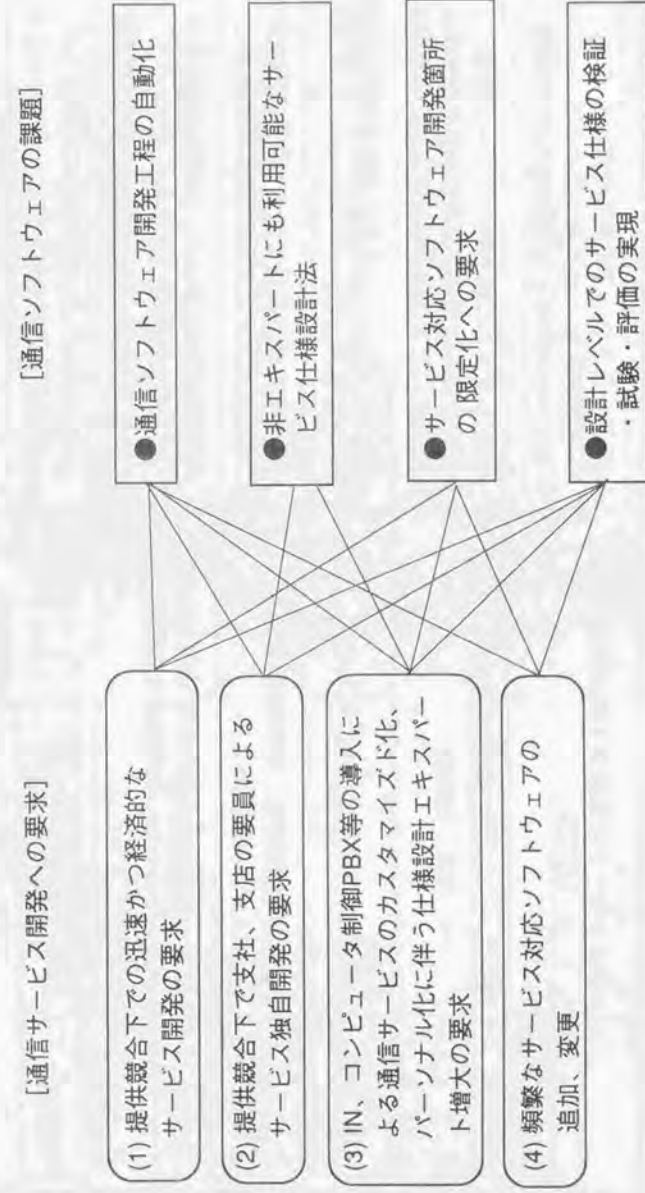 [通信サービス開発への要求]
(1) 提供競合下での迅速かつ経済的な
サービス開発の要求
(2) 提供競合下で支社、支店の要員による
サービス独自開発の要求
(3) IN、コンピュータ制御PBX等の導入に
よる通信サービスのカスタマイズド化、
パーソナル化に伴う仕様設計エキスパー
ト増大の要求
(4) 頻繁なサービス対応ソフトウェアの
追加、変更
[通信ソフトウェアの課題]
●通信ソフトウェア開発工程の自動化
●非エキスパートにも利用可能なサー
ビス仕様設計法
●サービス対応ソフトウェア開発箇所
の 限定化への要求
●設計レベルでのサービス仕様の検証
・試験・評価の実現